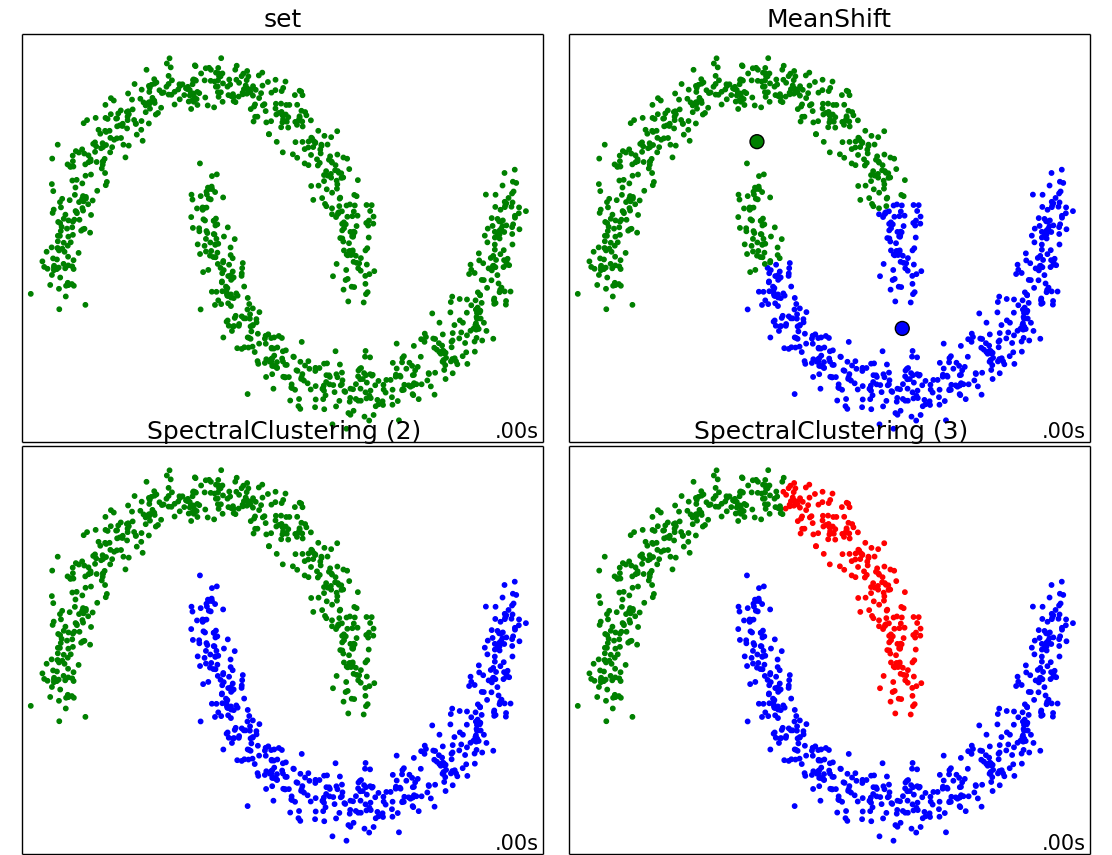 set
MeanShift
.00s
.00s
SpectralClustering (2)
SpectralClustering (3)
.00s
.00s